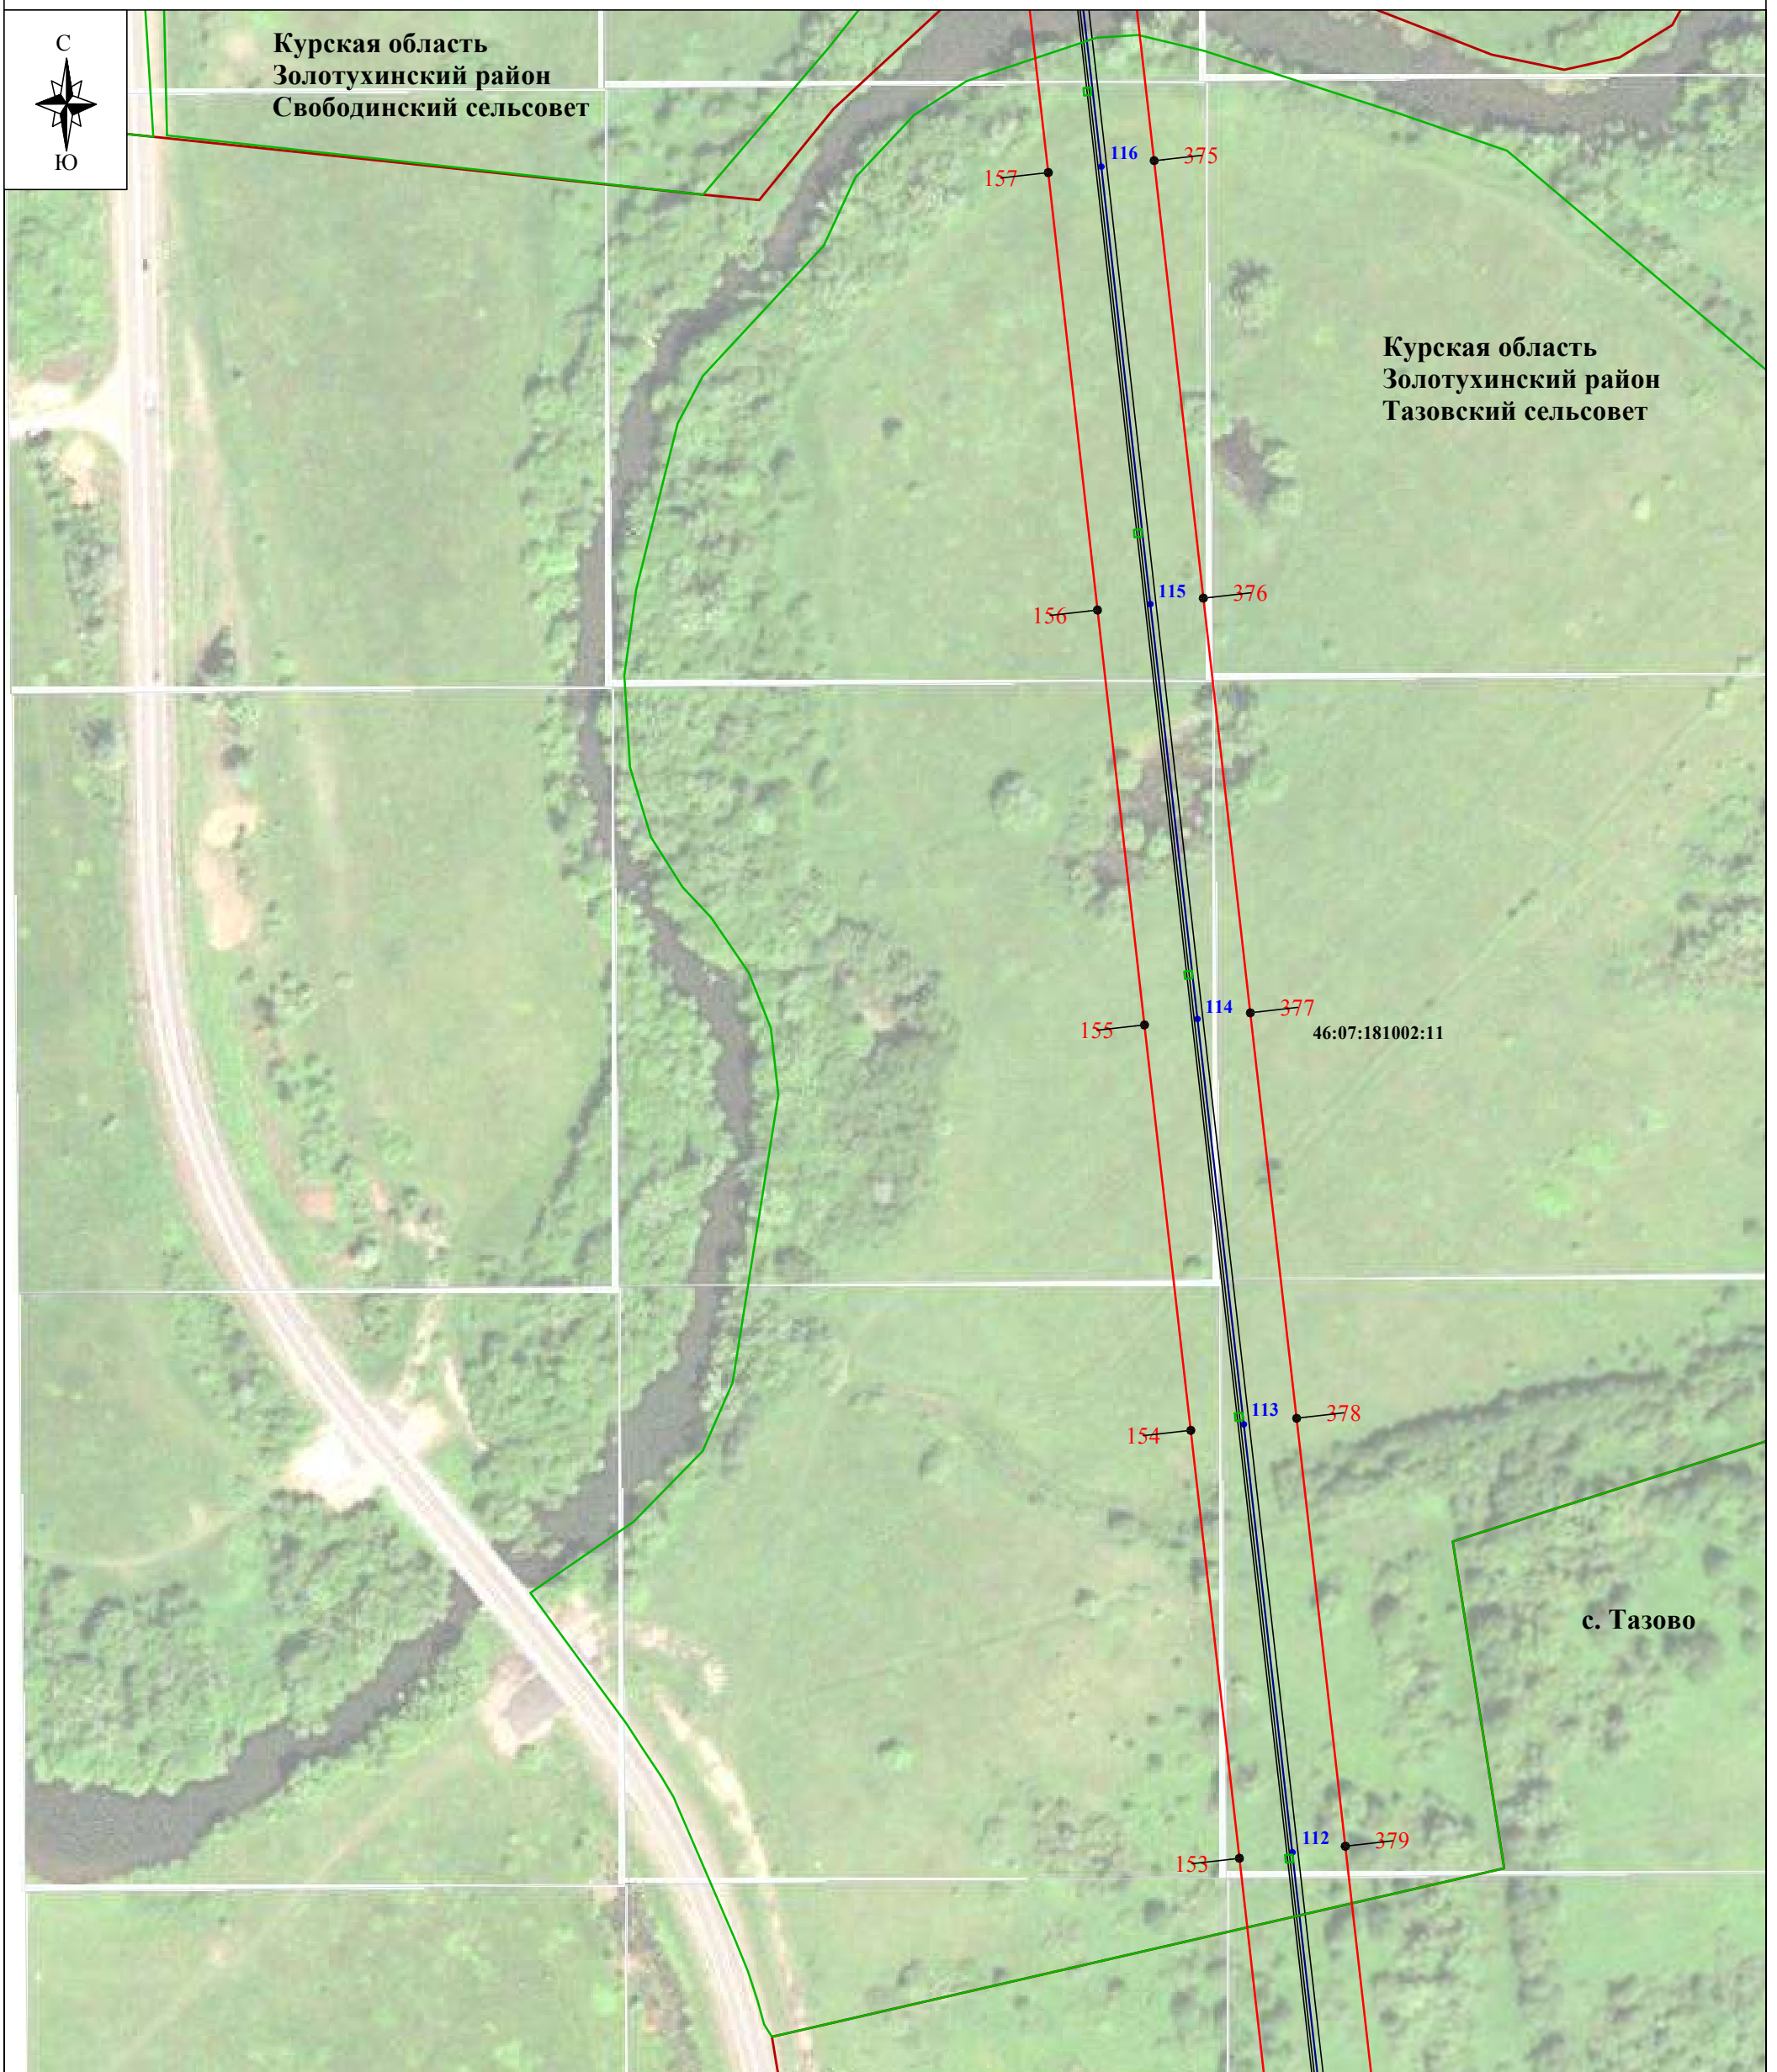 С
Ю
Курская область
Золотухинский район
Свободинский сельсовет
116
375
157
Курская область
Золотухинский район
Тазовский сельсовет
115
376
156
114
377
155
46:07:181002:11
113
378
154
с. Тазово
112
379
153